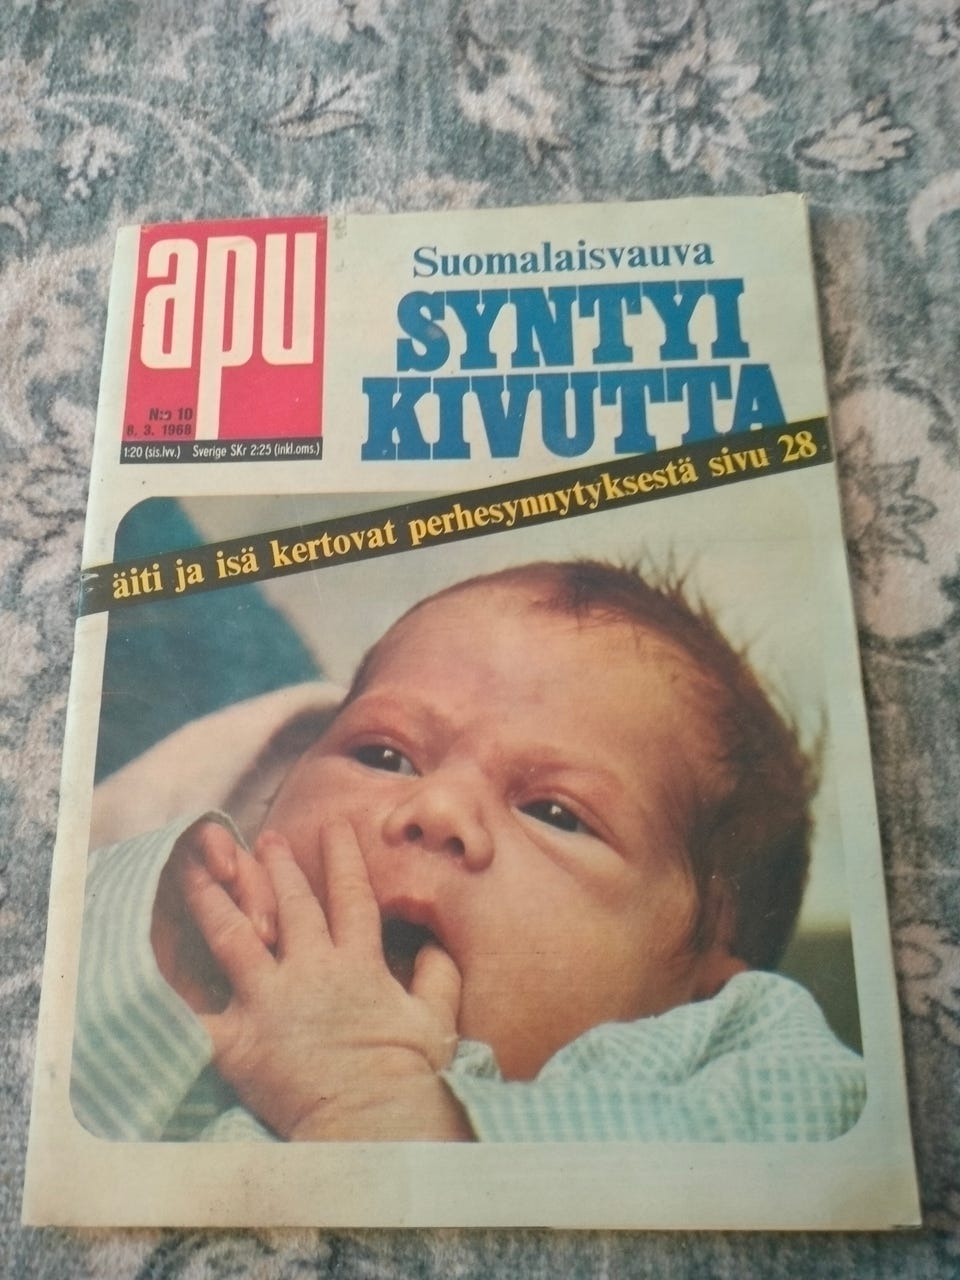 apu
N:o 10
8. 3. 1968
1:20 (sis.lvv.) Sverige SKr 2:25 (inkl.oms.)
Suomalaisvauva
SYNTYI
KIVUTTA
äiti ja isä kertovat perhesynnytyksestä sivu 28